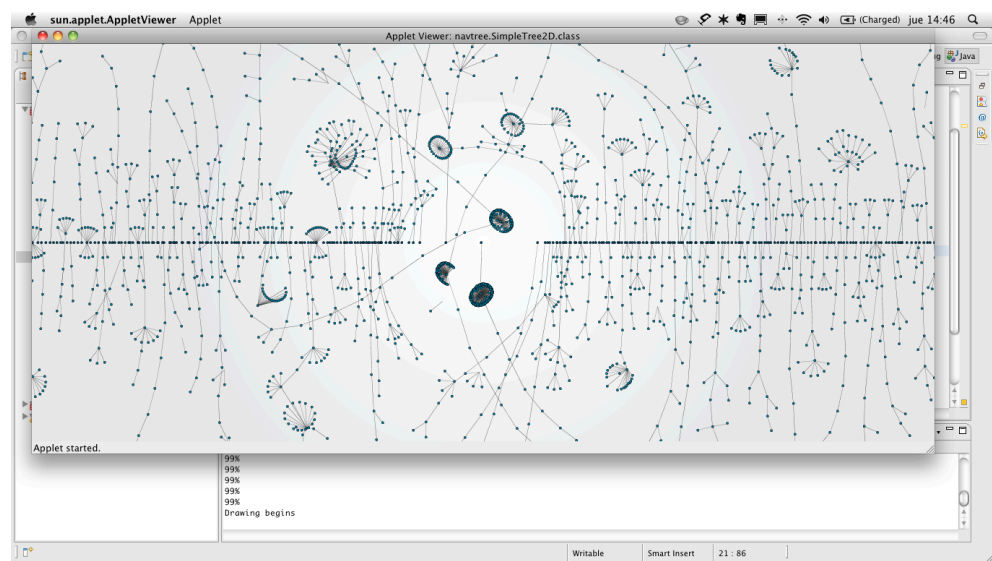 sun.applet.AppletViewer Applet (Charged) jue 14:46
Applet Viewer: navtree.SimpleTree2D.class
Java
Applet started.
99%
99%
99%
99%
99%
Drawing begins
Writable Smart Insert 21 : 86